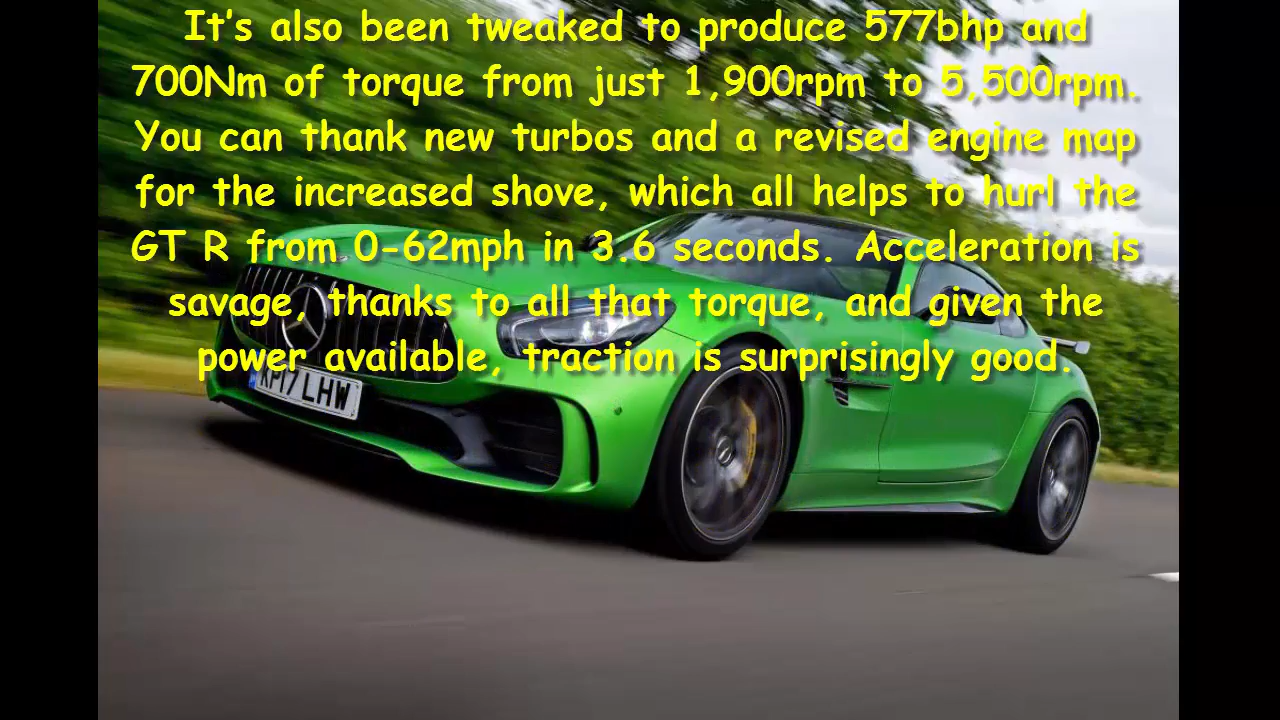 It's also been tweaked to produce 577bhp and
700Nm of torque from just 1,900rpm to 5,500rpm.
You can thank new turbos and a revised engine map
for the increased shove, which all helps to hurl the
GT R from 0-62mph in 3.6 seconds. Acceleration is
savage, thanks to all that torque, and given the
power available, traction is surprisingly good.
RP17 LHW